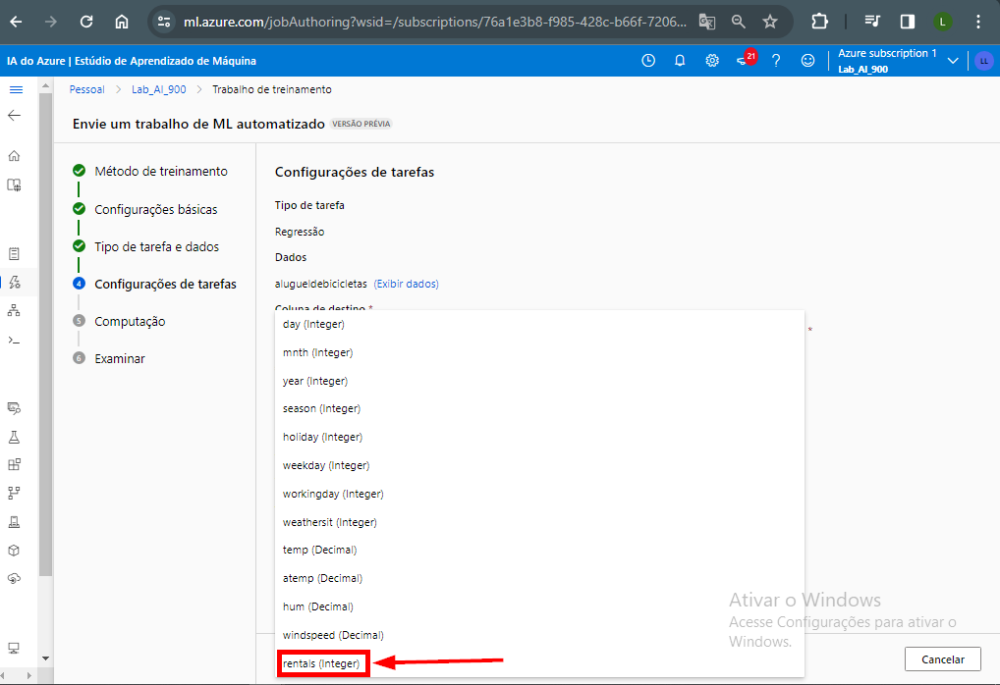 ml.azure.com/jobAuthoring?wsid=/subscriptions/76a1e3b8-f985-428c-b66f-7206...
L
IA do Azure | Estúdio de Aprendizado de Máquina
21
?
Azure subscription 1
Lab_AI_900
LL
Pessoal > Lab_AI_900 > Trabalho de treinamento
Envie um trabalho de ML automatizado VERSÃO PRÉVIA
Método de treinamento
Configurações básicas
Tipo de tarefa e dados
4 Configurações de tarefas
5 Computação
6 Examinar
Configurações de tarefas
Tipo de tarefa
Regressão
Dados
alugueldebicicletas (Exibir dados)
Coluna de destino *
*
day (Integer)
mnth (Integer)
year (Integer)
season (Integer)
holiday (Integer)
weekday (Integer)
workingday (Integer)
weathersit (Integer)
temp (Decimal)
atemp (Decimal)
hum (Decimal)
windspeed (Decimal)
rentals (Integer)
Ativar o Windows
Acesse Configurações para ativar o
Windows.
Cancelar